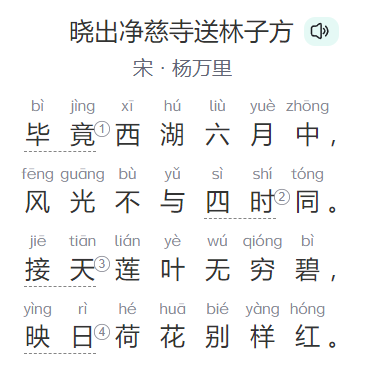 晓出净慈寺送林子方
宋·杨万里
bì jìng xī hú liù yuè zhōng
毕竟①西湖六月中，
fēng guāng bù yǔ sì shí tóng
风光不与四时②同。
jiē tiān lián yè wú qióng bì
接天③莲叶无穷碧，
yìng rì hé huā bié yàng hóng
映日④荷花别样红。